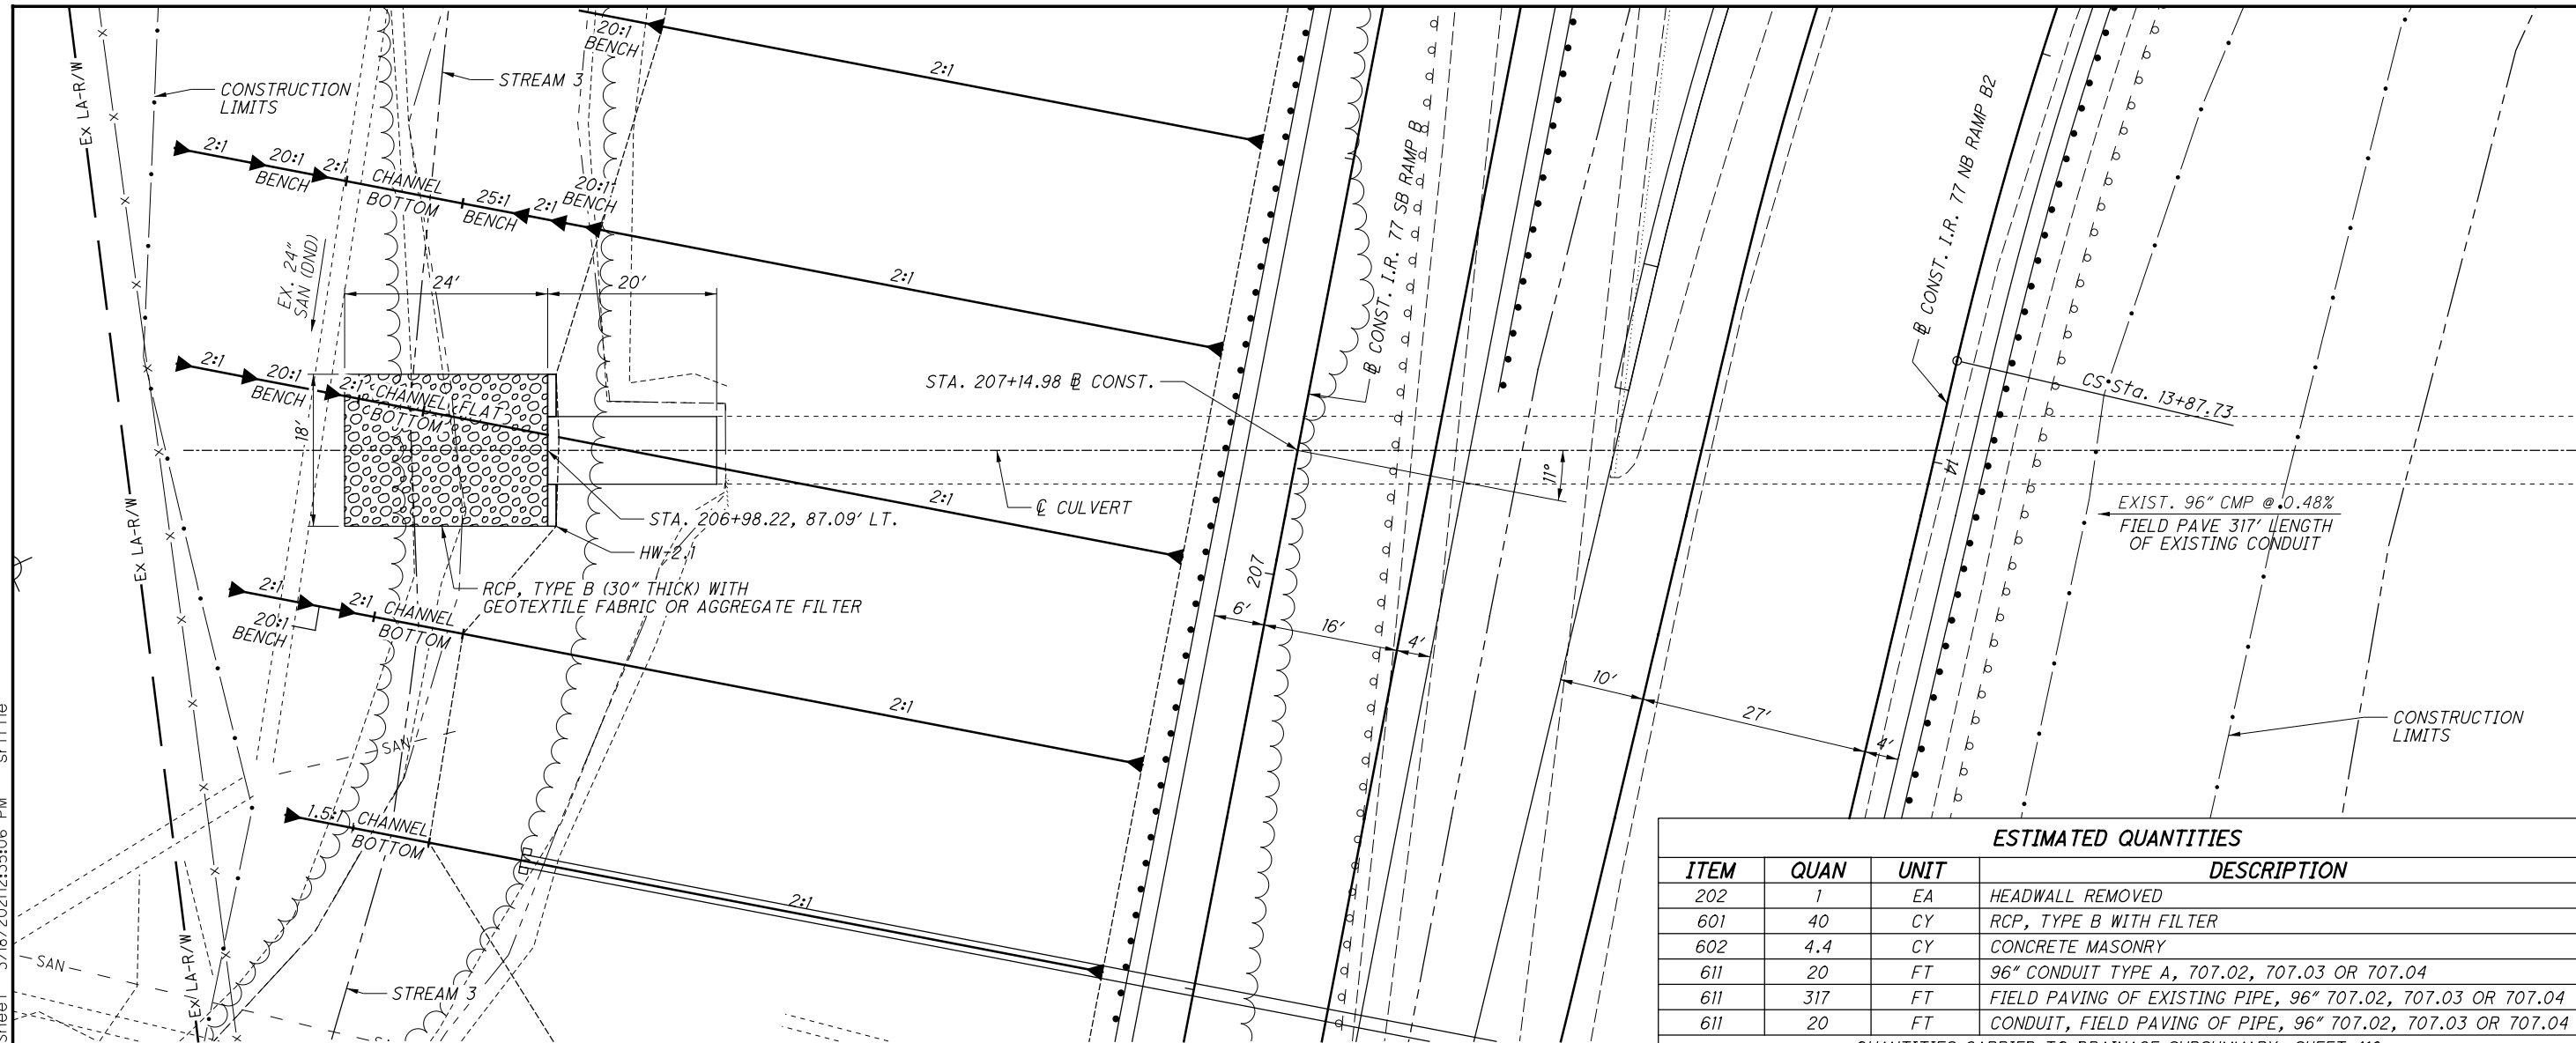 Ex LA-R/W
CONSTRUCTION
LIMITS
STREAM 3
20:1
BENCH
2:1
2:1
20:1
BENCH
2:1
CHANNEL
BOTTOM
25:1
BENCH
2:1
20:1
BENCH
2:1
EX. 24"
SAN (DND)
24'
20'
18'
2:1
20:1
BENCH
2:1
CHANNEL FLAT
BOTTOM
2:1
STA. 207+14.98 ℄ CONST.
℄ CONST. I.R. 77 SB RAMP B
℄ CONST. I.R. 77 NB RAMP B2
CS Sta. 13+87.73
14
11°
℄ CULVERT
STA. 206+98.22, 87.09' LT.
HW-2.1
RCP, TYPE B (30" THICK) WITH
GEOTEXTILE FABRIC OR AGGREGATE FILTER
EXIST. 96" CMP @ 0.48%
FIELD PAVE 317' LENGTH
OF EXISTING CONDUIT
Ex LA-R/W
2:1
20:1
BENCH
2:1
CHANNEL
BOTTOM
2:1
207
6'
16'
4'
10'
27'
4'
CONSTRUCTION
LIMITS
SAN
1.5:1
CHANNEL
BOTTOM
2:1
SAN
Ex LA-R/W
STREAM 3
ESTIMATED QUANTITIES
ITEM QUAN UNIT DESCRIPTION
202 1 EA HEADWALL REMOVED
601 40 CY RCP, TYPE B WITH FILTER
602 4.4 CY CONCRETE MASONRY
611 20 FT 96" CONDUIT TYPE A, 707.02, 707.03 OR 707.04
611 317 FT FIELD PAVING OF EXISTING PIPE, 96" 707.02, 707.03 OR 707.04
611 20 FT CONDUIT, FIELD PAVING OF PIPE, 96" 707.02, 707.03 OR 707.04